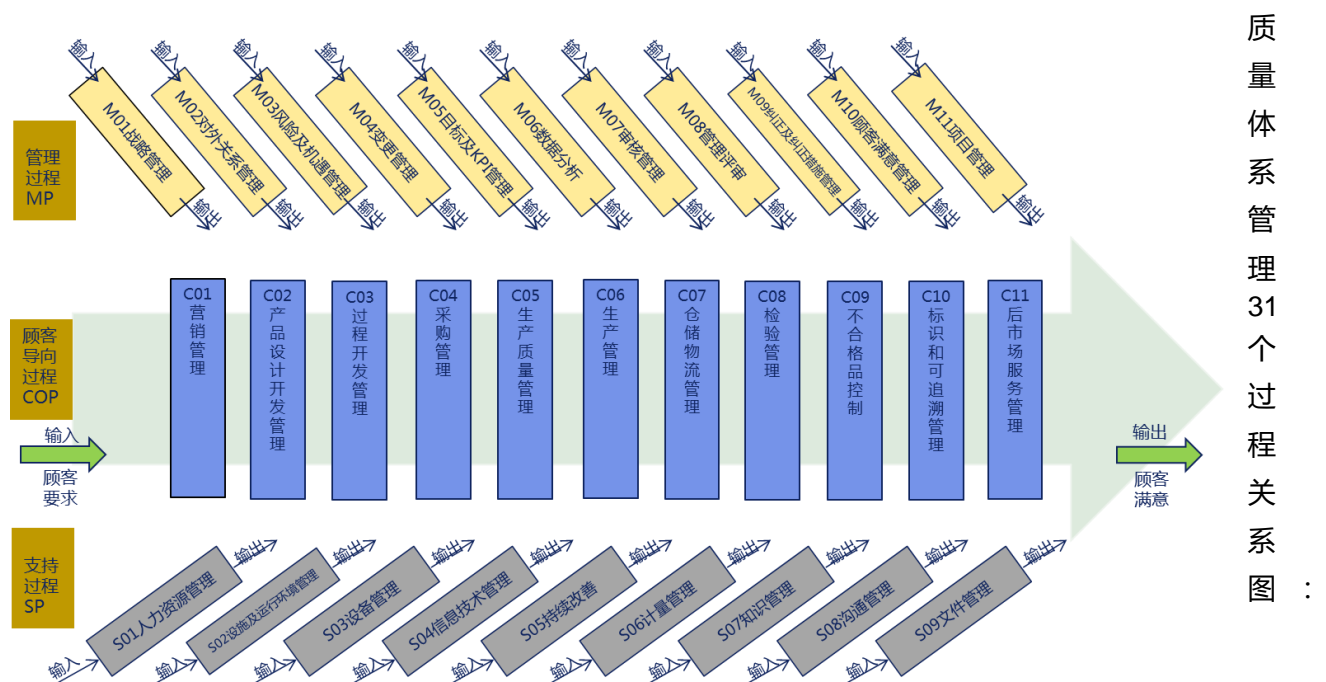 质量体系管理31个过程关系图:
管理
过程
MP
输入
M01战略管理
输出
输入
M02对外关系管理
输出
输入
M03风险及机遇管理
输出
输入
M04变更管理
输出
输入
M05目标及KPI管理
输出
输入
M06数据分析
输出
输入
M07审核管理
输出
输入
M08管理评审
输出
输入
M09纠正及纠正措施管理
输出
输入
M10顾客满意管理
输出
输入
M11项目管理
输出
顾客
导向
过程
COP
输入
顾客
要求
C01
营销管理
C02
产品设计开发管理
C03
过程开发管理
C04
采购管理
C05
生产质量管理
C06
生产管理
C07
仓储物流管理
C08
检验管理
C09
不合格品控制
C10
标识和可追溯管理
C11
后市场服务管理
输出
顾客
满意
支持
过程
SP
输入
S01人力资源管理
输出
输入
S02设施及运行环境管理
输出
输入
S03设备管理
输出
输入
S04信息技术管理
输出
输入
S05持续改善
输出
输入
S06计量管理
输出
输入
S07知识管理
输出
输入
S08沟通管理
输出
输入
S09文件管理
输出